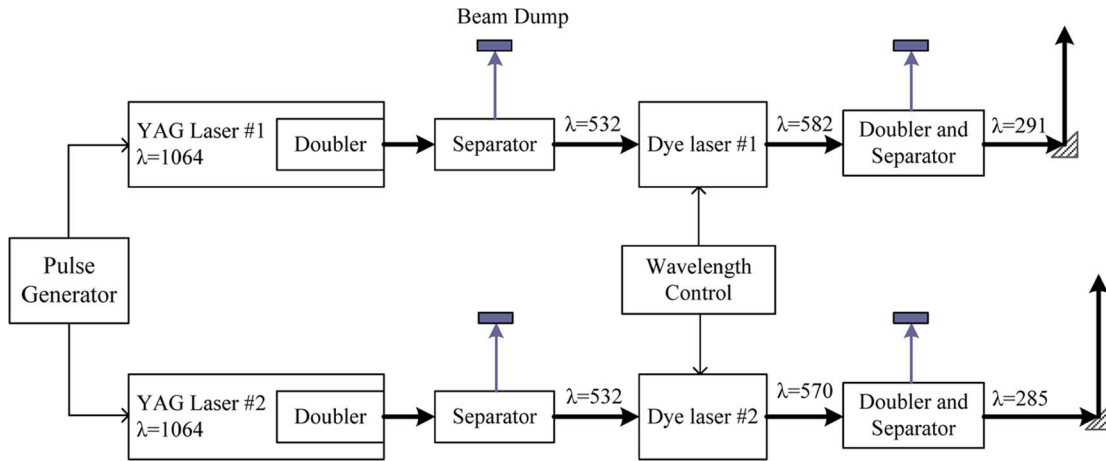 Beam Dump
YAG Laser #1
λ=1064
Doubler
Separator
λ=532
Dye laser #1
λ=582
Doubler and
Separator
λ=291
Pulse
Generator
Wavelength
Control
YAG Laser #2
λ=1064
Doubler
Separator
λ=532
Dye laser #2
λ=570
Doubler and
Separator
λ=285